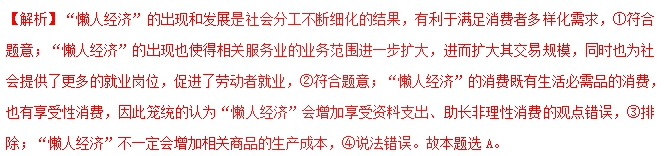 【解析】“懒人经济”的出现和发展是社会分工不断细化的结果，有利于满足消费者多样化需求，①符合
题意；“懒人经济”的出现也使得相关服务业的业务范围进一步扩大，进而扩大其交易规模，同时也为社
会提供了更多的就业岗位，促进了劳动者就业，②符合题意；“懒人经济”的消费既有生活必需品的消费，
也有享受性消费，因此笼统的认为“懒人经济”会增加享受资料支出、助长非理性消费的观点错误，③排
除；“懒人经济”不一定会增加相关商品的生产成本，④说法错误。故本题选 A。